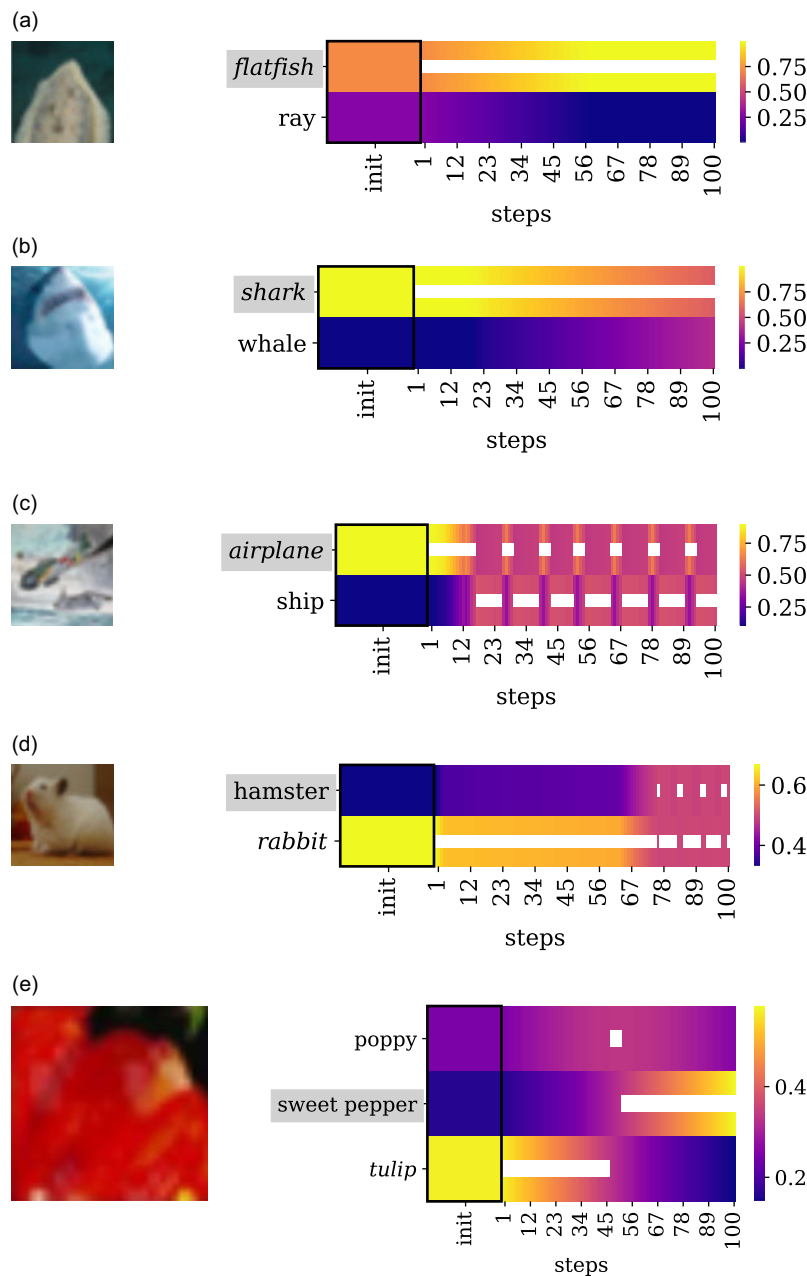 (a)
flatfish
ray
0.75
0.50
0.25
init
1 12 23 34 45 56 67 78 89 100
steps
(b)
shark
whale
0.75
0.50
0.25
init
1 12 23 34 45 56 67 78 89 100
steps
(c)
airplane
ship
0.75
0.50
0.25
init
1 12 23 34 45 56 67 78 89 100
steps
(d)
hamster
rabbit
0.6
0.4
init
1 12 23 34 45 56 67 78 89 100
steps
(e)
poppy
sweet pepper
tulip
0.4
0.2
init
1 12 23 34 45 56 67 78 89 100
steps